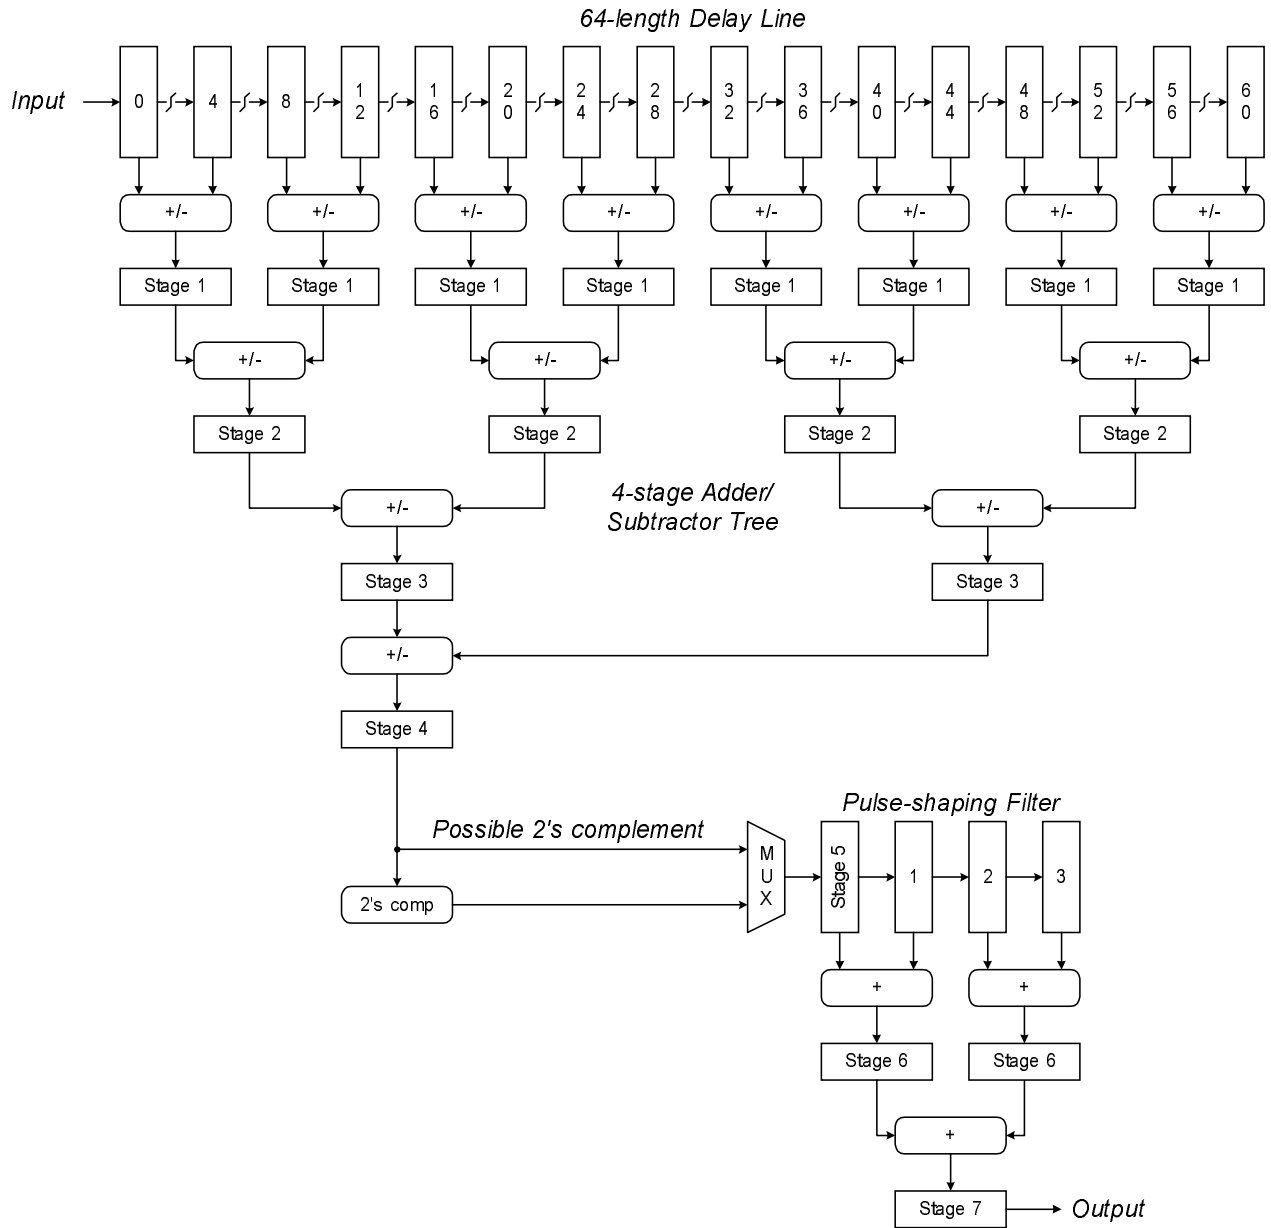 64-length Delay Line
Input
0
4
8
1
2
1
6
2
0
2
4
2
8
3
2
3
6
4
0
4
4
4
8
5
2
5
6
6
0
+/- +/- +/- +/- +/- +/- +/- +/-
Stage 1 Stage 1 Stage 1 Stage 1 Stage 1 Stage 1 Stage 1 Stage 1
+/- +/- +/- +/-
Stage 2 Stage 2 Stage 2 Stage 2
4-stage Adder/
Subtractor Tree
+/- +/-
Stage 3 Stage 3
+/-
Stage 4
Pulse-shaping Filter
Possible 2's complement
M
U
X
Stage 5
1
2
3
2's comp
+ +
Stage 6 Stage 6
+
Stage 7
Output